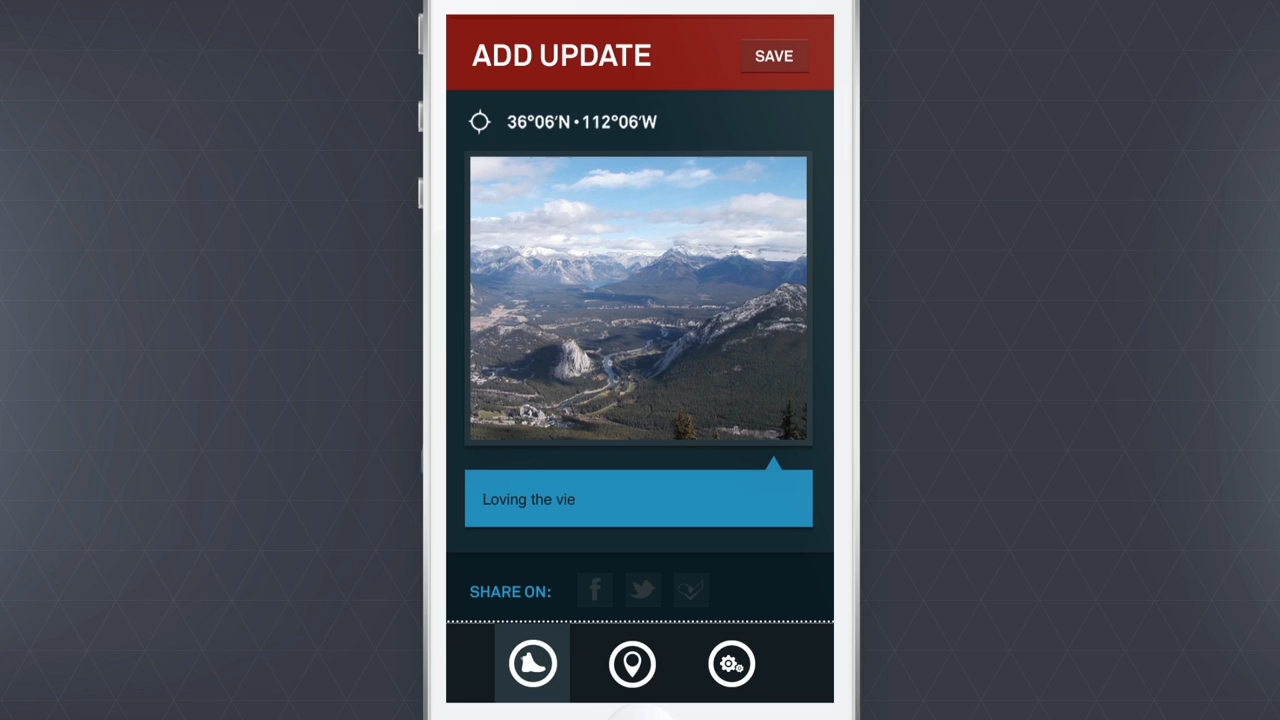 ADD UPDATE
SAVE
36°06′N • 112°06′W
Loving the vie
SHARE ON: